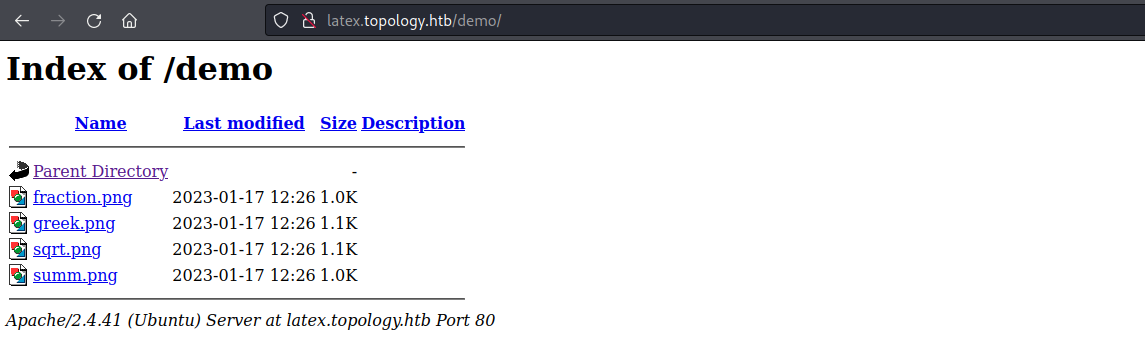 latex.topology.htb/demo/
Index of /demo
Name Last modified Size Description
Parent Directory -
fraction.png 2023-01-17 12:26 1.0K
greek.png 2023-01-17 12:26 1.1K
sqrt.png 2023-01-17 12:26 1.1K
summ.png 2023-01-17 12:26 1.0K
Apache/2.4.41 (Ubuntu) Server at latex.topology.htb Port 80